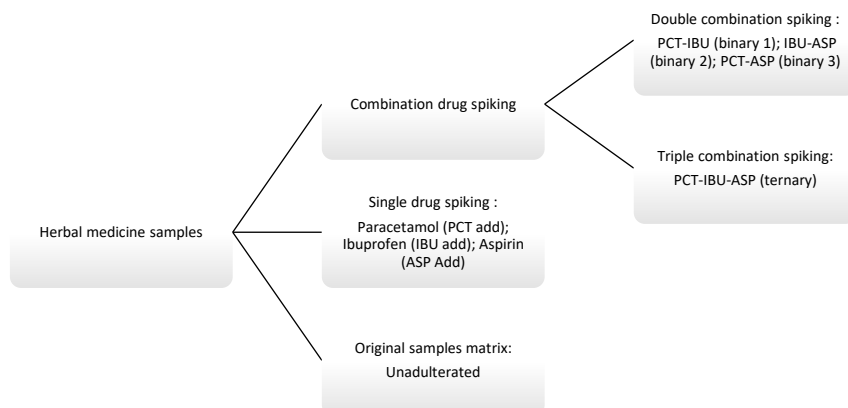 Herbal medicine samples
Combination drug spiking
Double combination spiking :
PCT-IBU (binary 1); IBU-ASP
(binary 2); PCT-ASP (binary 3)
Triple combination spiking:
PCT-IBU-ASP (ternary)
Single drug spiking :
Paracetamol (PCT add);
Ibuprofen (IBU add); Aspirin
(ASP Add)
Original samples matrix:
Unadulterated